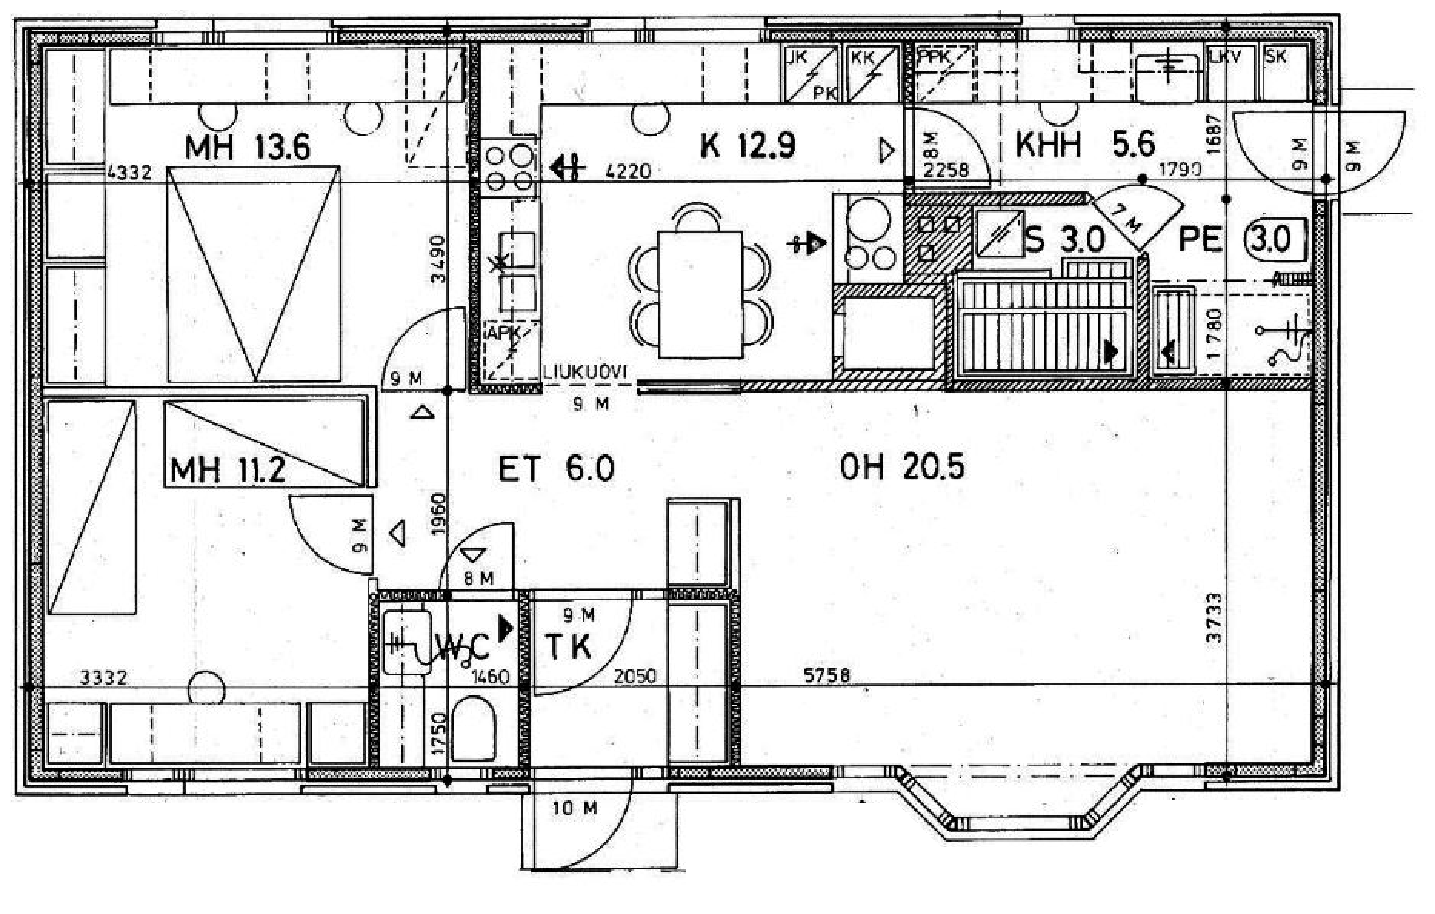 JK
KK
PPK
LKV
SK
PK
MH 13.6
K 12.9
8M
KHH 5.6
1687
9 M
9 M
4332
4220
2258
1790
7 M
S 3.0
PE 3.0
3490
APK
1780
LIUKUOVI
9 M
9 M
MH 11.2
ET 6.0
OH 20.5
1960
9 M
8 M
9 M
3733
WC
TK
3332
1460
2050
5758
1750
10 M